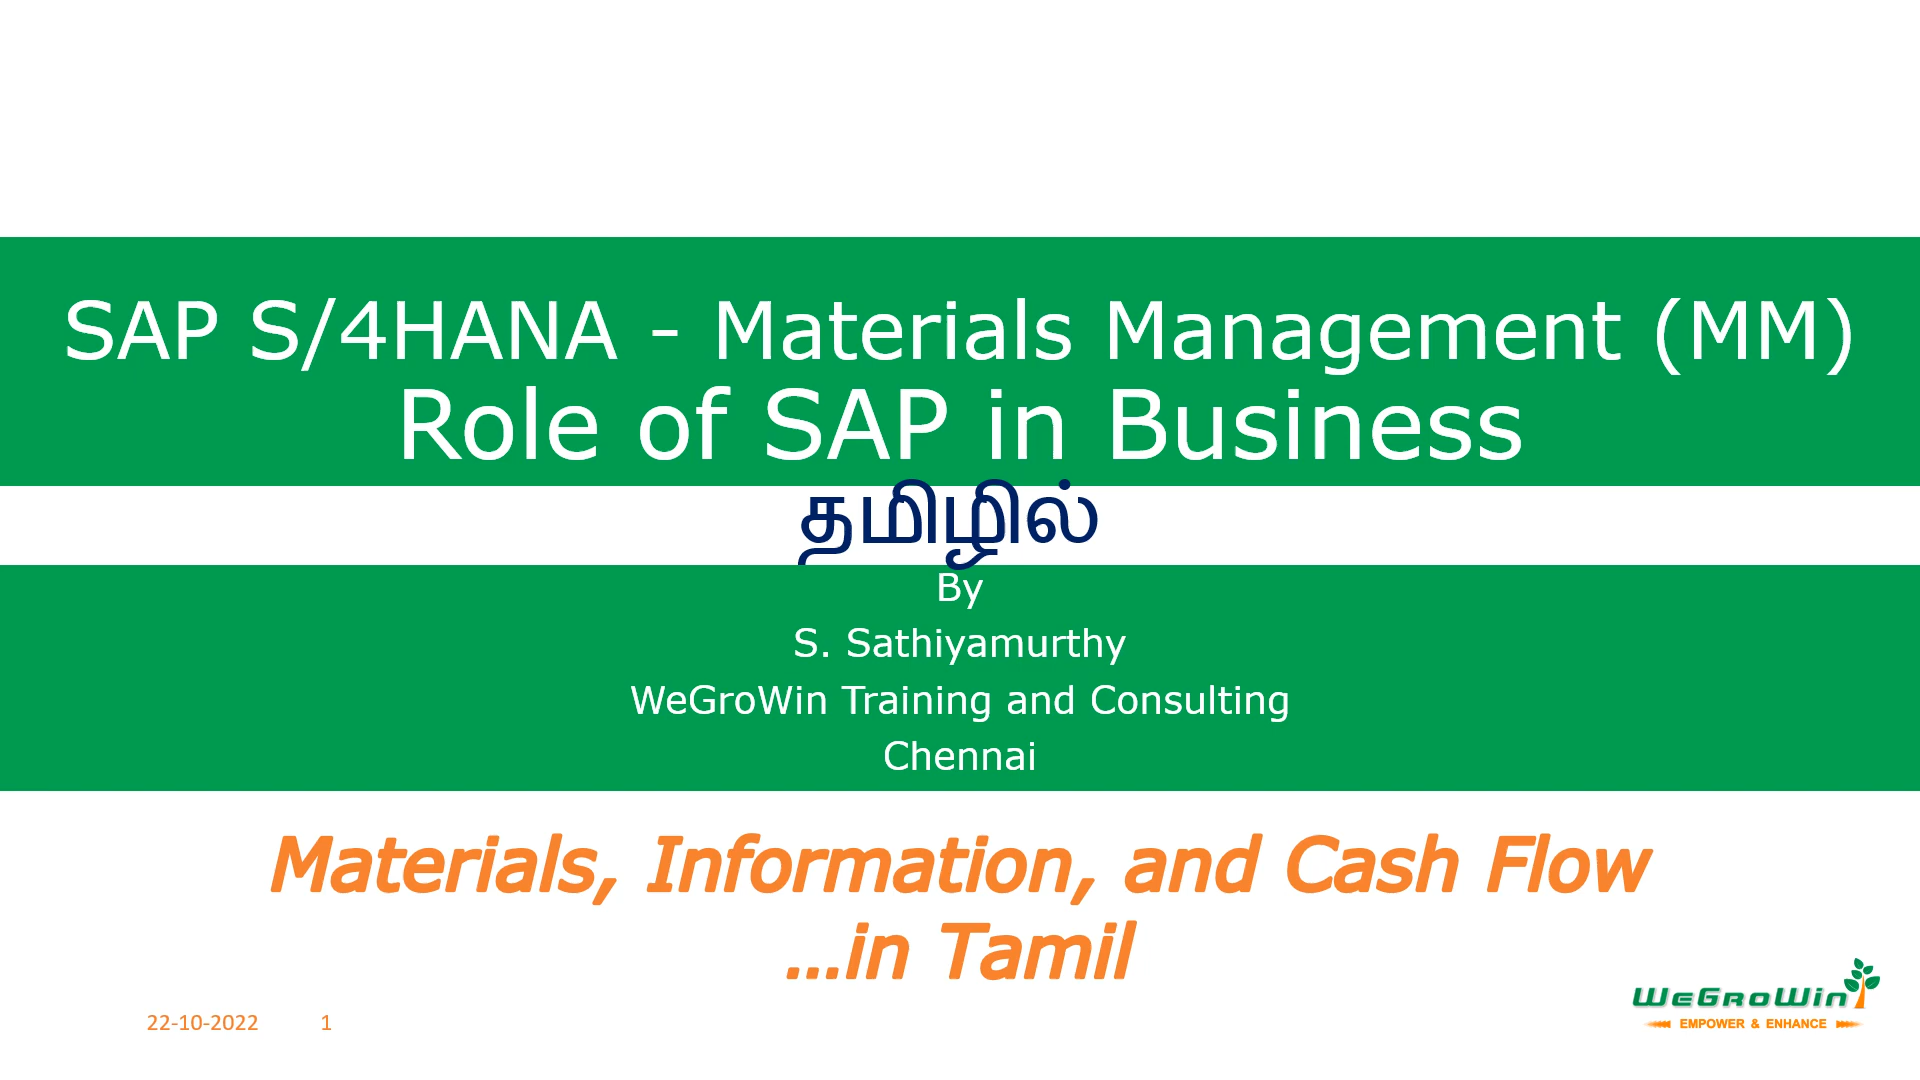 SAP S/4HANA - Materials Management (MM)
Role of SAP in Business
தமிழில்
By
S. Sathiyamurthy
WeGroWin Training and Consulting
Chennai
Materials, Information, and Cash Flow
...in Tamil
22-10-2022 1
WeGroWin
EMPOWER & ENHANCE